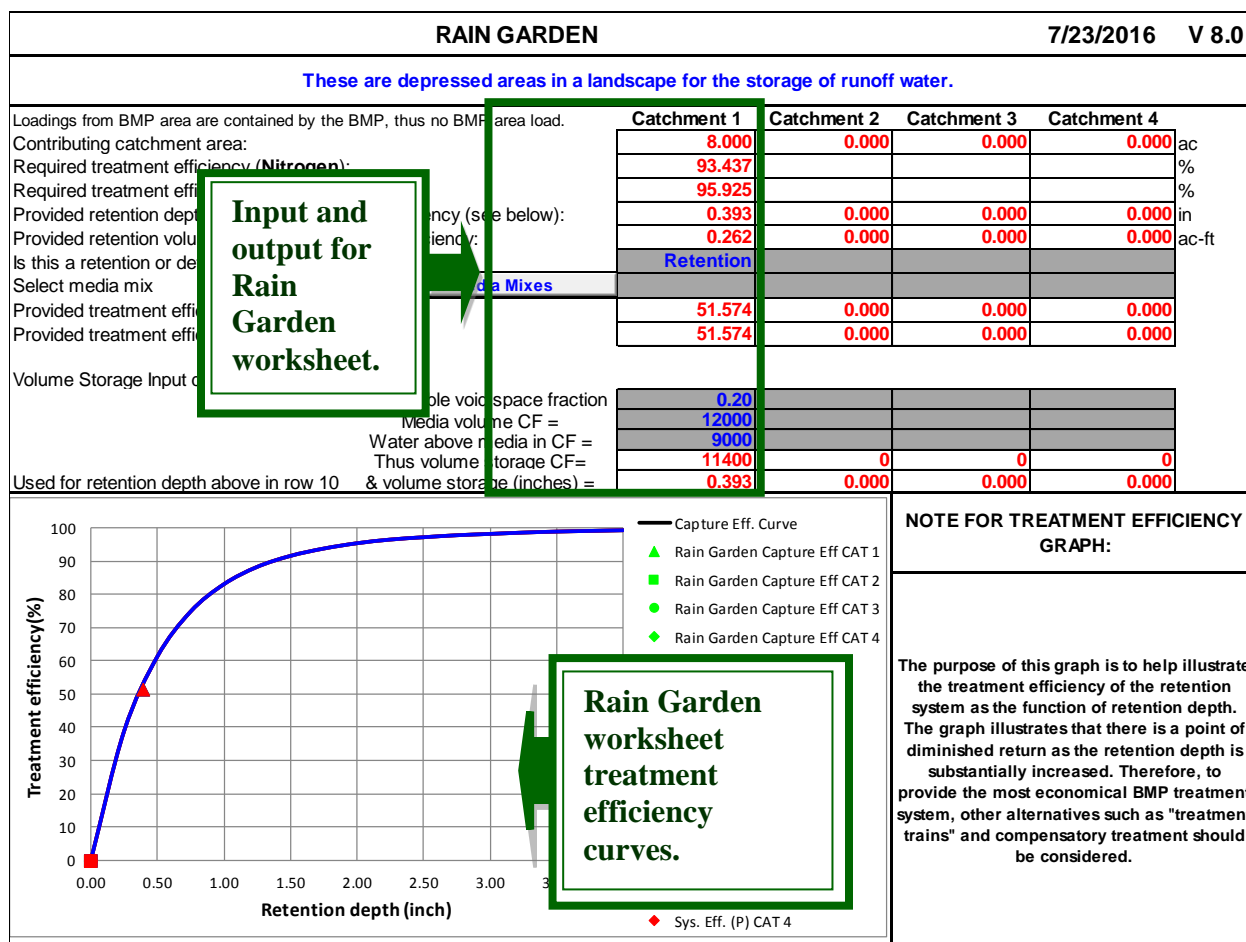 RAIN GARDEN 7/23/2016 V 8.0
These are depressed areas in a landscape for the storage of runoff water.
Loadings from BMP area are contained by the BMP, thus no BMP area load. Catchment 1 Catchment 2 Catchment 3 Catchment 4
Contributing catchment area: 8.000 0.000 0.000 0.000 ac
Required treatment efficiency (Nitrogen): 93.437 %
Required treatment 95.925 %
Provided retention (see below): 0.393 0.000 0.000 0.000 in
Provided retention 0.262 0.000 0.000 0.000 ac-ft
Is this a retention or Retention
Select media mix Mixes
Provided treatment 51.574 0.000 0.000 0.000
Provided treatment 51.574 0.000 0.000 0.000
Input and
output for
Rain
Garden
worksheet.
Volume Storage Input
void space fraction 0.20
Media volume CF = 12000
Water above media in CF = 9000
Thus volume storage CF= 11400 0 0 0
Used for retention depth above in row 10 & volume storage (inches) = 0.393 0.000 0.000 0.000
Treatment efficiency(%)
100
90
80
70
60
50
40
30
20
10
0
0.00 0.50 1.00 1.50 2.00 2.50 3.00
Retention depth (inch)
Capture Eff. Curve
Rain Garden Capture Eff CAT 1
Rain Garden Capture Eff CAT 2
Rain Garden Capture Eff CAT 3
Rain Garden Capture Eff CAT 4
Sys. Eff. (P) CAT 4
Rain Garden
worksheet
treatment
efficiency
curves.
NOTE FOR TREATMENT EFFICIENCY
GRAPH:
The purpose of this graph is to help illustrate
the treatment efficiency of the retention
system as the function of retention depth.
The graph illustrates that there is a point of
diminished return as the retention depth is
substantially increased. Therefore, to
provide the most economical BMP treatment
system, other alternatives such as "treatment
trains" and compensatory treatment should
be considered.